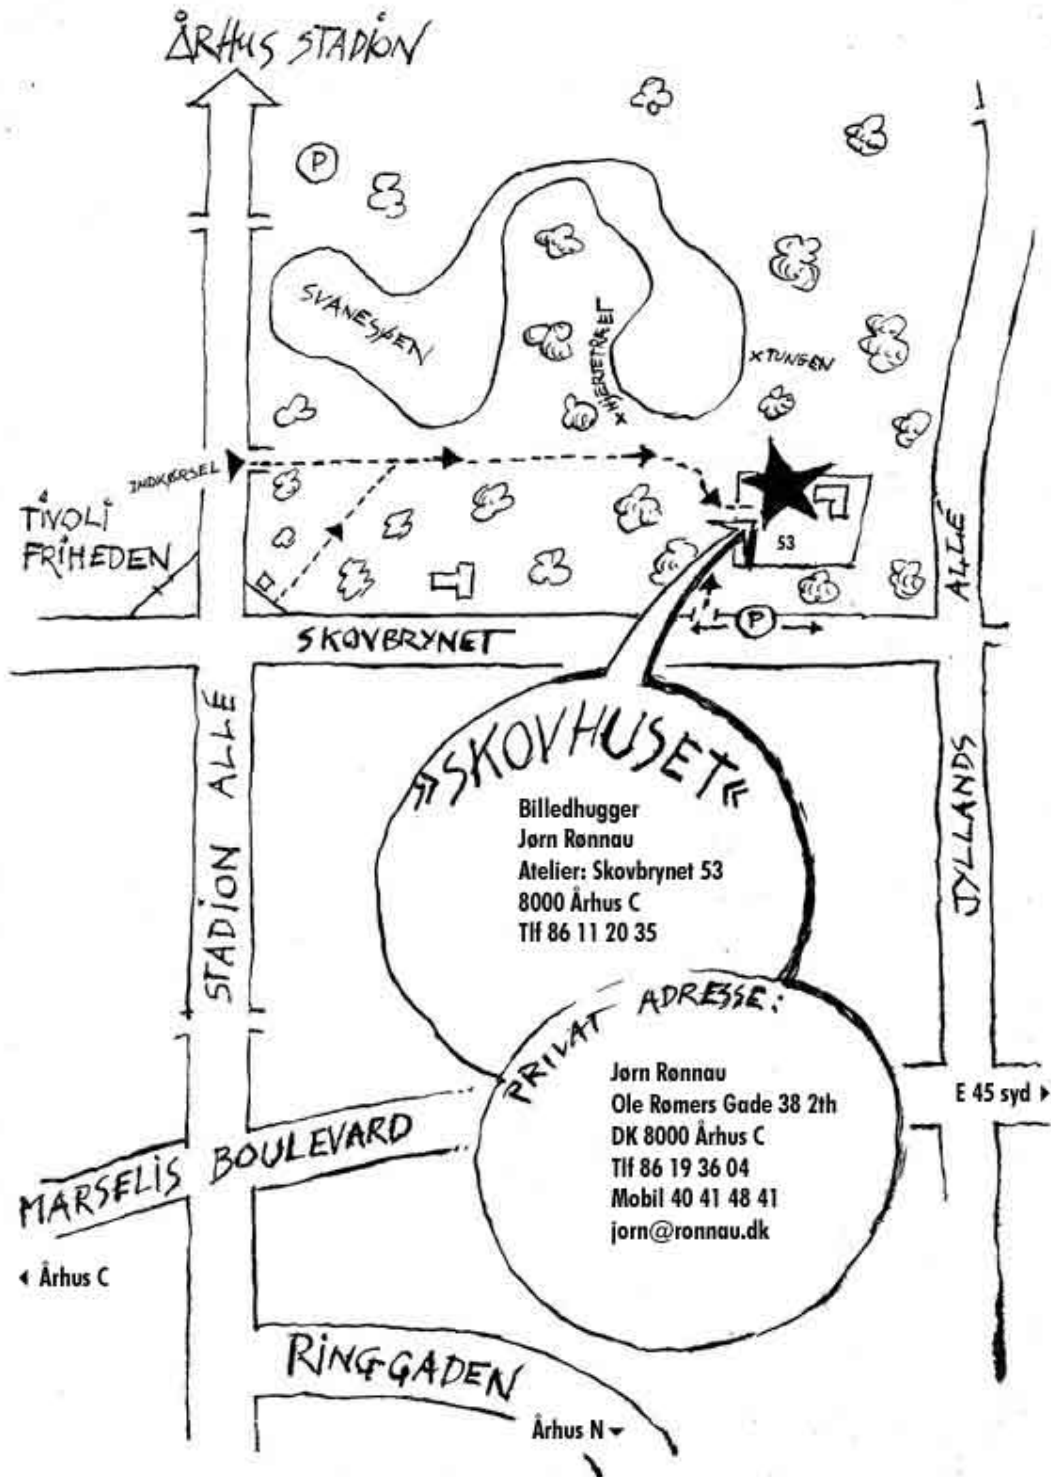 ÅRHUS STADION
P
SVANESØEN
HJERTETRÆET
TUNGEN
INDKØRSEL
TIVOLI
FRIHEDEN
53
P
SKOVBRYNET
JYLLANDS ALLÉ
STADION ALLÉ
»SKOVHUSET«
Billedhugger
Jørn Rønnau
Atelier: Skovbrynet 53
8000 Århus C
Tlf 86 11 20 35
PRIVAT ADRESSE:
Jørn Rønnau
Ole Rømers Gade 38 2th
DK 8000 Århus C
Tlf 86 19 36 04
Mobil 40 41 48 41
jorn@ronnau.dk
E 45 syd
MARSELIS BOULEVARD
Århus C
RINGGADEN
Århus N